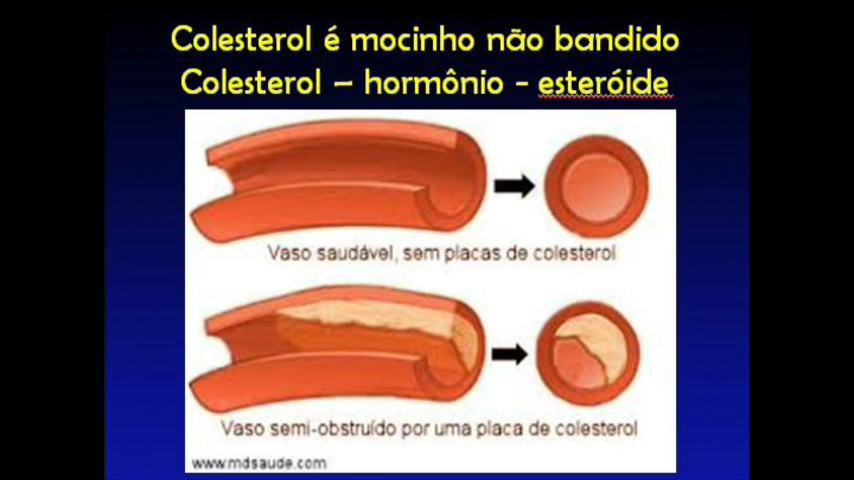 Colesterol é mocinho não bandido
Colesterol – hormônio - esteróide
Vaso saudável, sem placas de colesterol
Vaso semi-obstruído por uma placa de colesterol
www.mdsaude.com